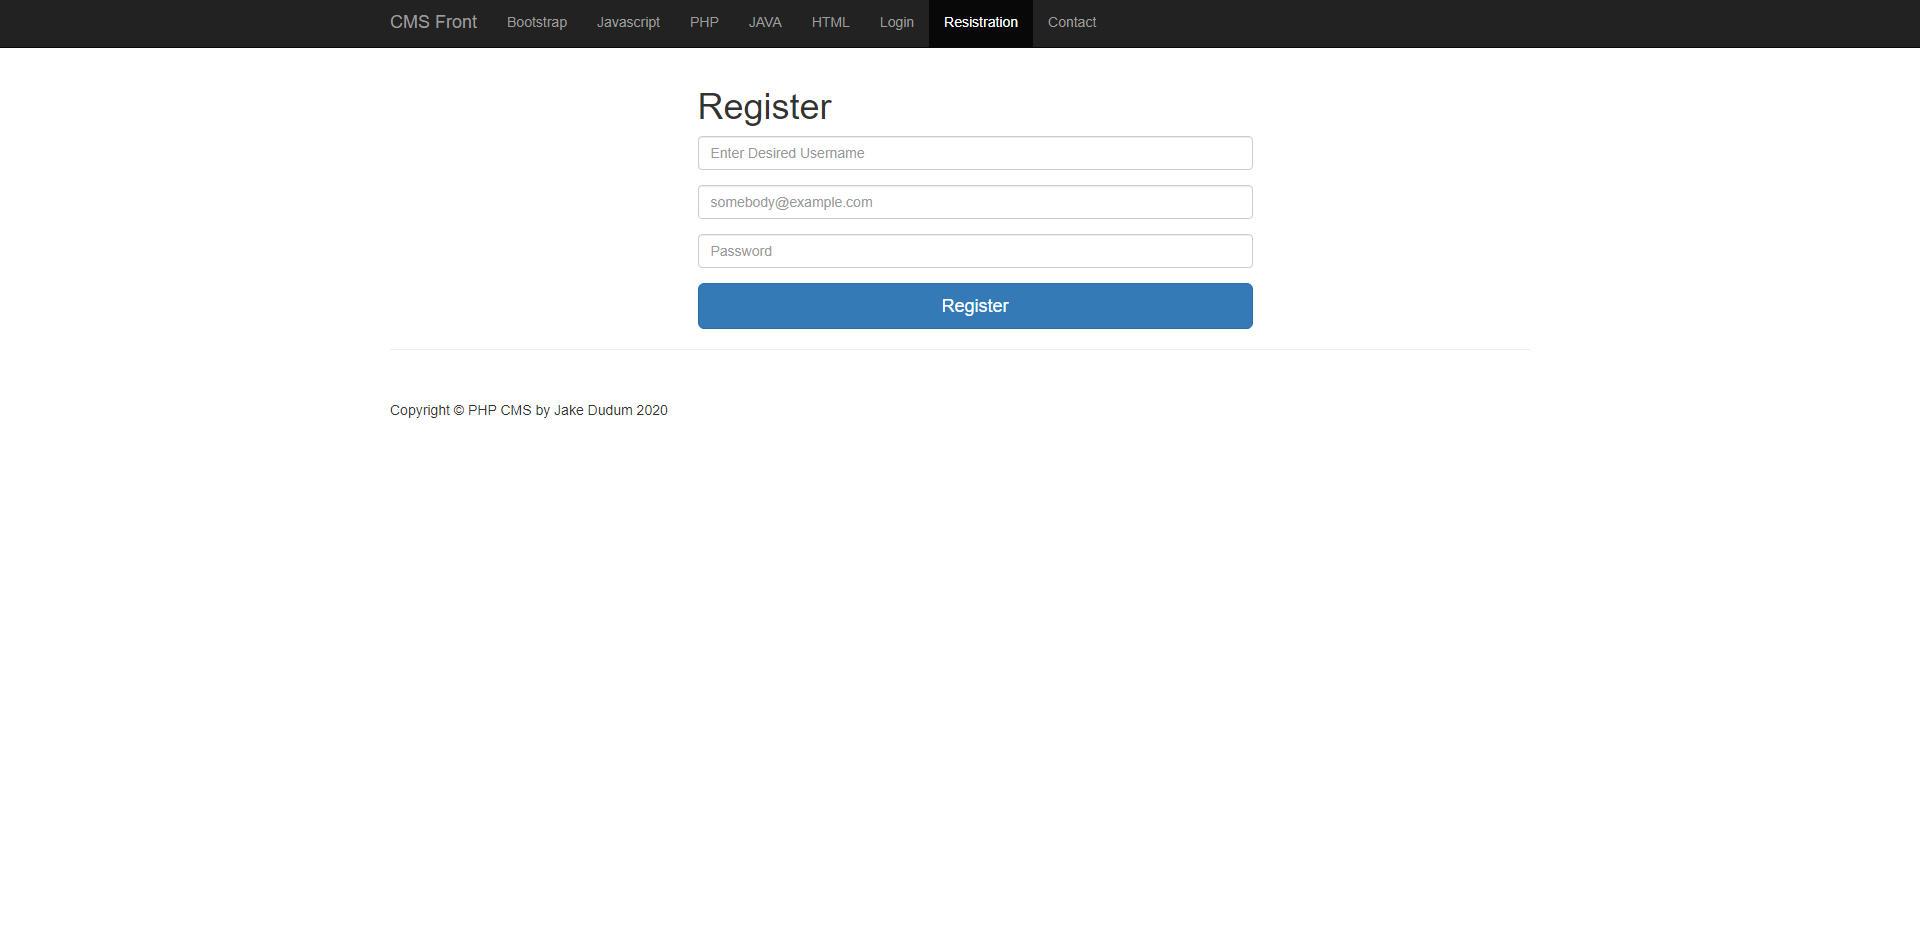 CMS Front Bootstrap Javascript PHP JAVA HTML Login Resistration Contact
Register
Enter Desired Username
somebody@example.com
Password
Register
Copyright © PHP CMS by Jake Dudum 2020